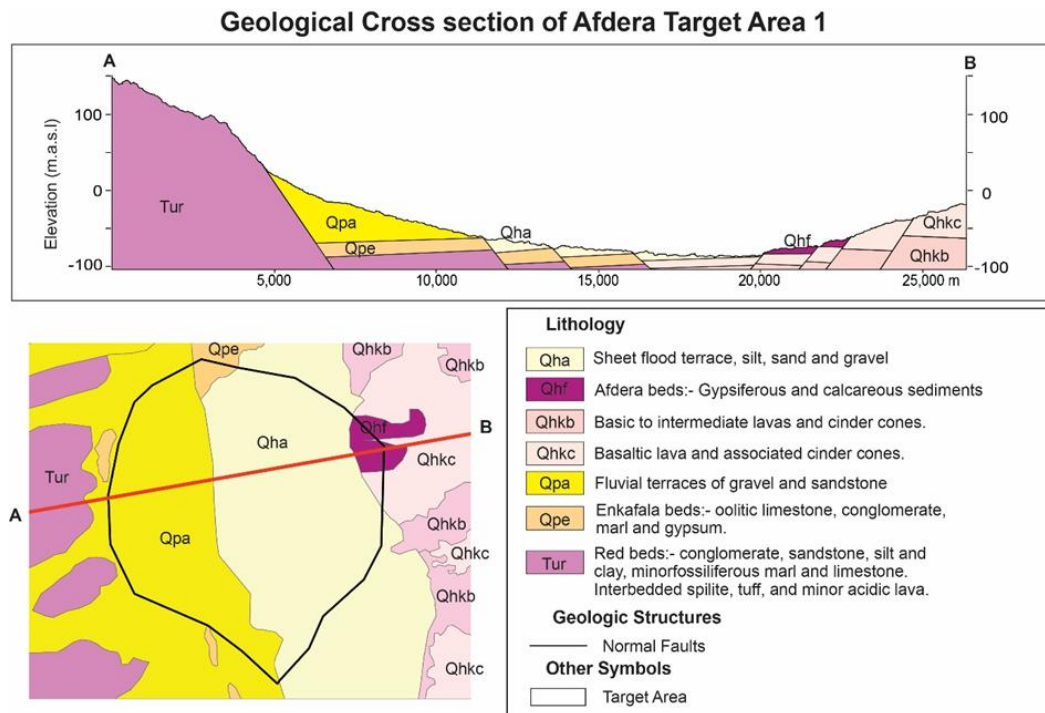 Geological Cross section of Afdera Target Area 1
A
B
Elevation (m.a.s.l)
100
0
-100
100
0
-100
Tur
Qpa
Qpe
Qha
Qhf
Qhkc
Qhkb
5,000
10,000
15,000
20,000
25,000 m
Qpe
Qhkb
Qhkb
Qhf
B
Qha
Qhkc
Tur
A
Qhkb
Qpa
Qhkc
Qhkb
Qhkc
Lithology
Qha Sheet flood terrace, silt, sand and gravel
Qhf Afdera beds:- Gypsiferous and calcareous sediments
Qhkb Basic to intermediate lavas and cinder cones.
Qhkc Basaltic lava and associated cinder cones.
Qpa Fluvial terraces of gravel and sandstone
Qpe Enkafala beds:- oolitic limestone, conglomerate,
marl and gypsum.
Tur Red beds:- conglomerate, sandstone, silt and
clay, minorfossiliferous marl and limestone.
Interbedded spilite, tuff, and minor acidic lava.
Geologic Structures
Normal Faults
Other Symbols
Target Area